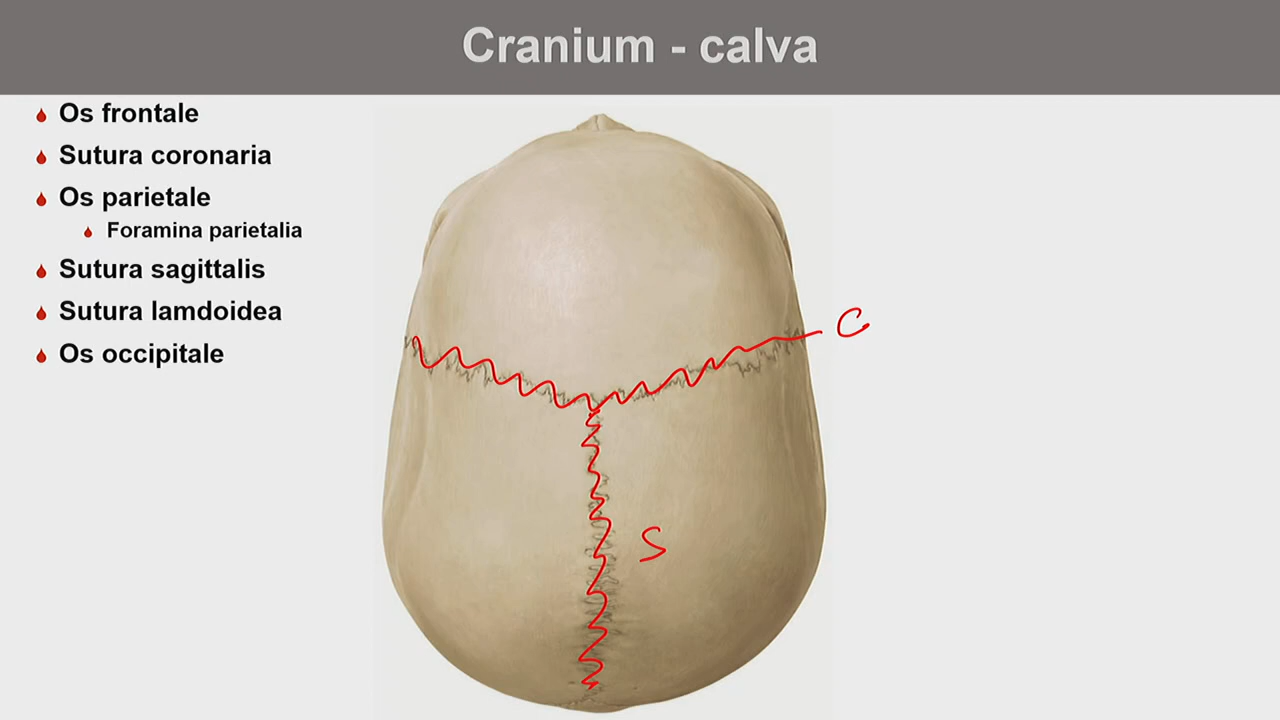 Cranium - calva
Os frontale
Sutura coronaria
Os parietale
Foramina parietalia
Sutura sagittalis
Sutura lamdoidea
Os occipitale
C
S